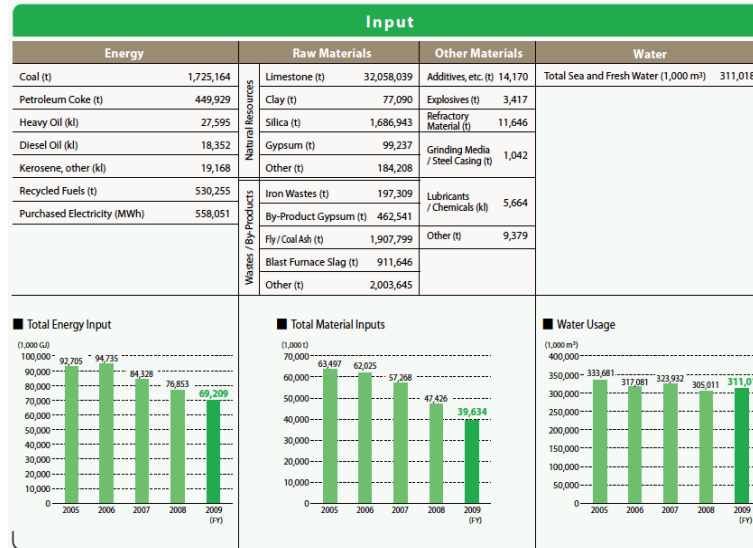 Input
Energy
Coal (t) 1,725,164
Petroleum Coke (t) 449,929
Heavy Oil (kl) 27,595
Diesel Oil (kl) 18,352
Kerosene, other (kl) 19,168
Recycled Fuels (t) 530,255
Purchased Electricity (MWh) 558,051
Raw Materials
Natural Resources
Limestone (t) 32,058,039
Clay (t) 77,090
Silica (t) 1,686,943
Gypsum (t) 99,237
Other (t) 184,208
Wastes / By-Products
Iron Wastes (t) 197,309
By-Product Gypsum (t) 462,541
Fly / Coal Ash (t) 1,907,799
Blast Furnace Slag (t) 911,646
Other (t) 2,003,645
Other Materials
Additives, etc. (t) 14,170
Explosives (t) 3,417
Refractory
Material (t) 11,646
Grinding Media
/ Steel Casing (t) 1,042
Lubricants
/ Chemicals (kl) 5,664
Other (t) 9,379
Water
Total Sea and Fresh Water (1,000 m³) 311,018
■ Total Energy Input
(1,000 GJ)
100,000
90,000
80,000
70,000
60,000
50,000
40,000
30,000
20,000
10,000
0
92,705 94,735 84,328 76,853 69,209
2005 2006 2007 2008 2009
(FY)
■ Total Material Inputs
(1,000 t)
70,000
60,000
50,000
40,000
30,000
20,000
10,000
0
63,497 62,025 57,268 47,426 39,634
2005 2006 2007 2008 2009
(FY)
■ Water Usage
(1,000 m³)
400,000
350,000
300,000
250,000
200,000
150,000
100,000
50,000
0
333,681 317,081 323,932 305,011 311,01
2005 2006 2007 2008 2009
(FY)